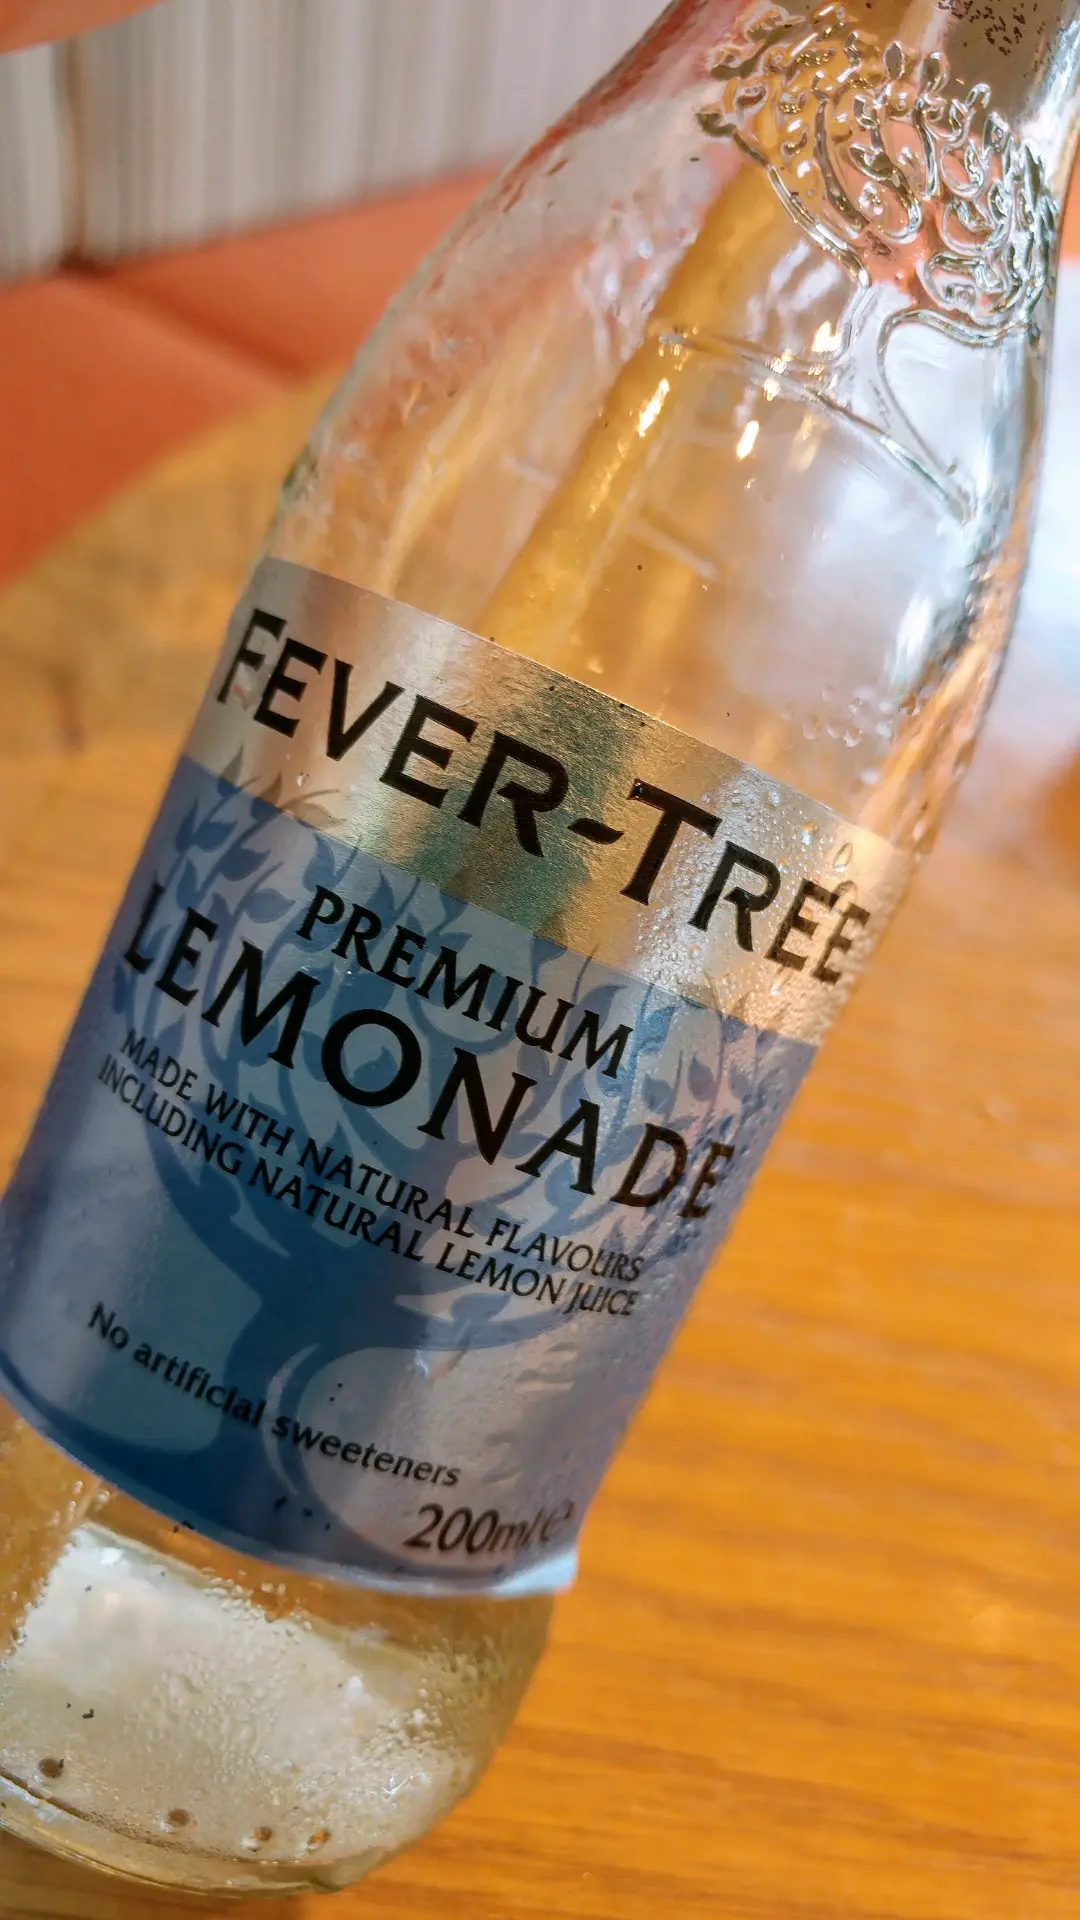 FEVER-TREE
PREMIUM
LEMONADE
MADE WITH NATURAL FLAVOURS
INCLUDING NATURAL LEMON JUICE
No artificial sweeteners
200ml e